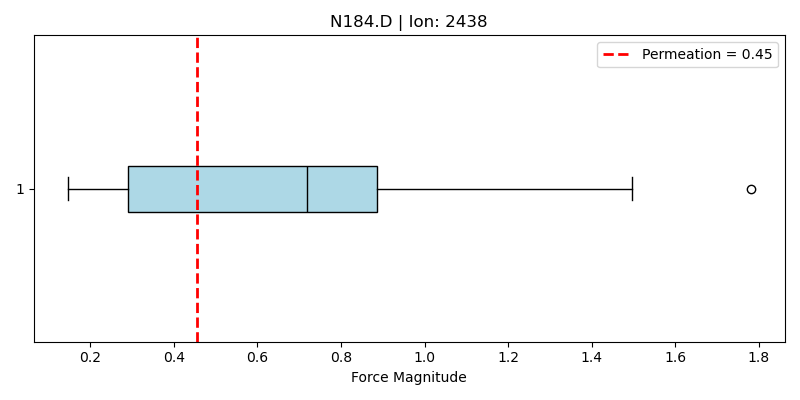 N184.D | Ion: 2438
Permeation = 0.45
1
0.2 0.4 0.6 0.8 1.0 1.2 1.4 1.6 1.8
Force Magnitude